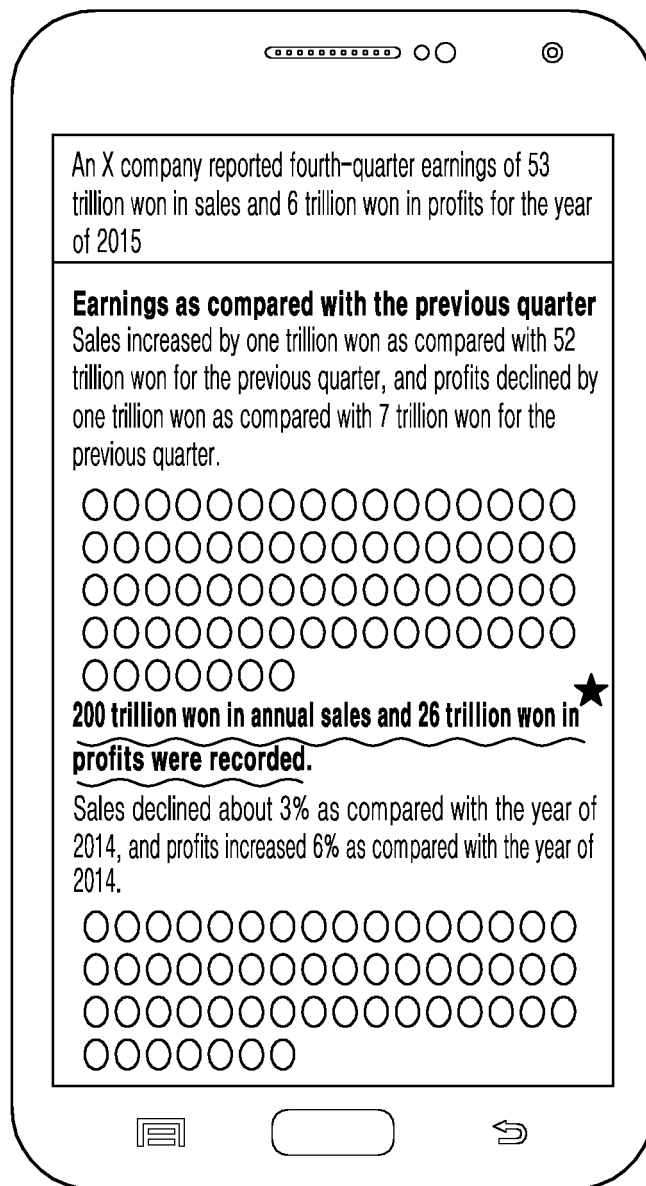 An X company reported fourth-quarter earnings of 53
trillion won in sales and 6 trillion won in profits for the year
of 2015
Earnings as compared with the previous quarter
Sales increased by one trillion won as compared with 52
trillion won for the previous quarter, and profits declined by
one trillion won as compared with 7 trillion won for the
previous quarter.
200 trillion won in annual sales and 26 trillion won in
profits were recorded.
Sales declined about 3% as compared with the year of
2014, and profits increased 6% as compared with the year of
2014.